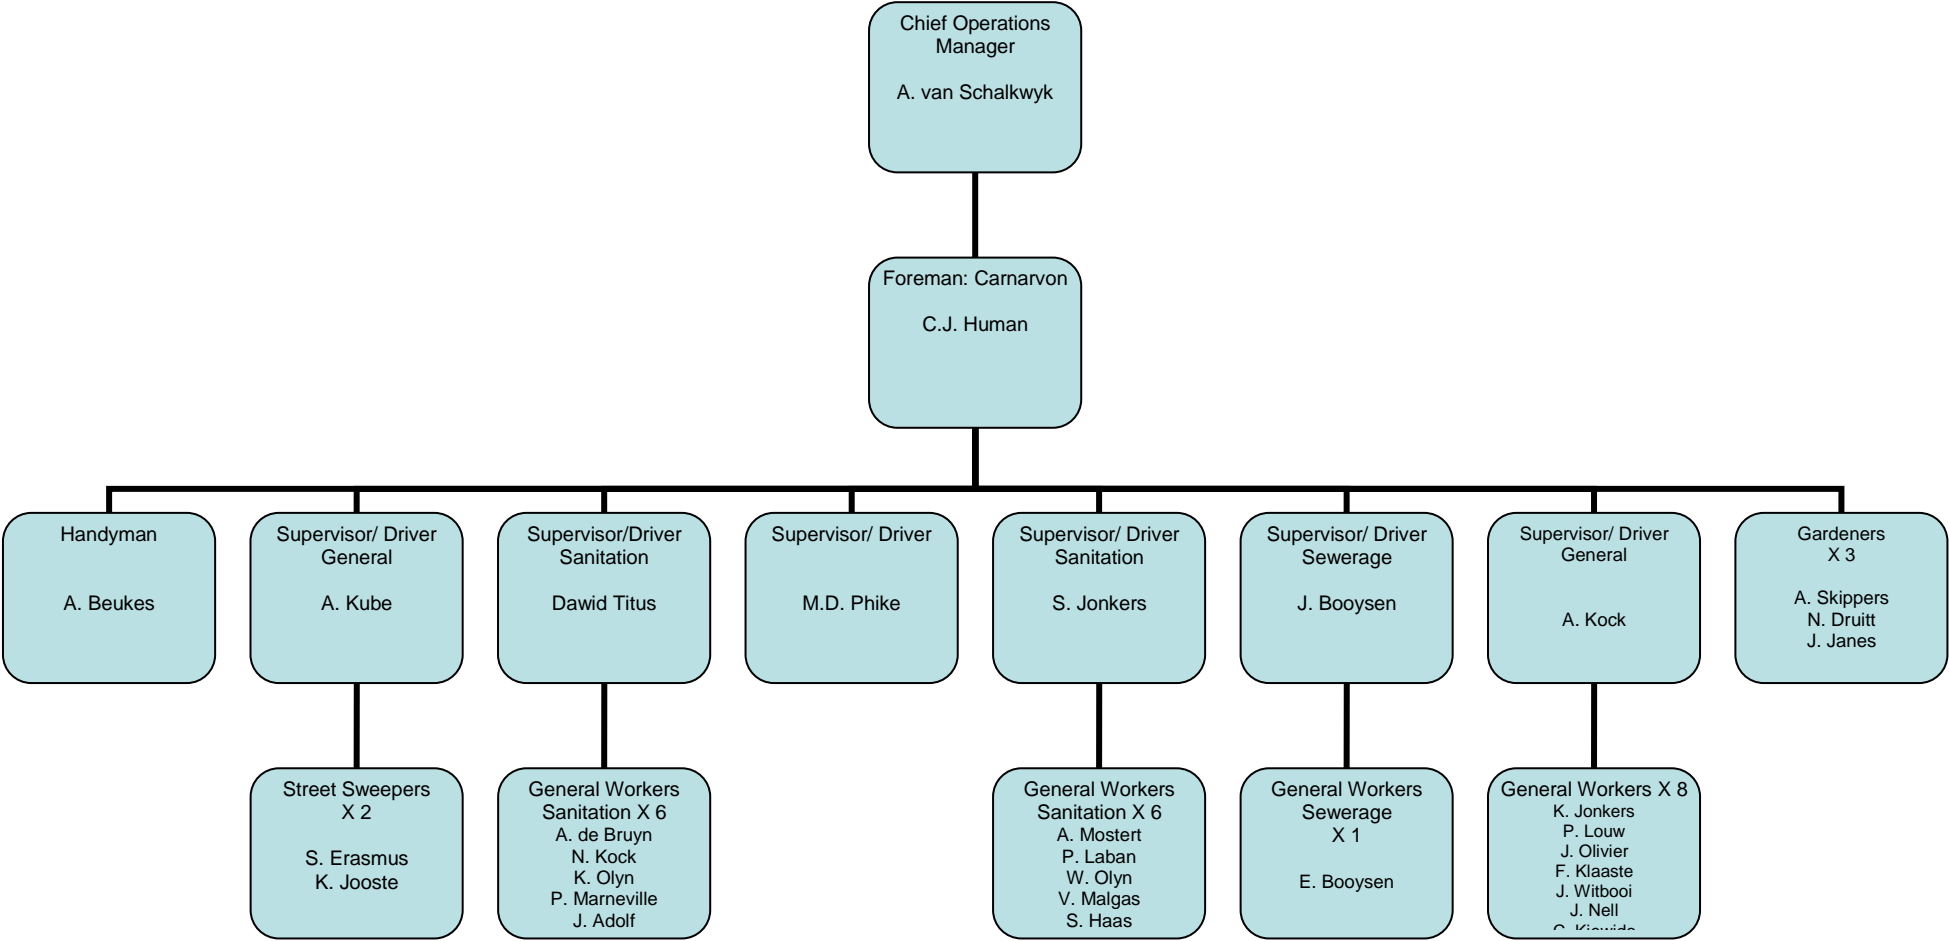 Chief Operations
Manager
A. van Schalkwyk
Foreman: Carnarvon
C.J. Human
Handyman
A. Beukes
Supervisor/ Driver
General
A. Kube
Supervisor/Driver
Sanitation
Dawid Titus
Supervisor/ Driver
M.D. Phike
Supervisor/ Driver
Sanitation
S. Jonkers
Supervisor/ Driver
Sewerage
J. Booysen
Supervisor/ Driver
General
A. Kock
Gardeners
X 3
A. Skippers
N. Druitt
J. Janes
Street Sweepers
X 2
S. Erasmus
K. Jooste
General Workers
Sanitation X 6
A. de Bruyn
N. Kock
K. Olyn
P. Marneville
J. Adolf
General Workers
Sanitation X 6
A. Mostert
P. Laban
W. Olyn
V. Malgas
S. Haas
General Workers
Sewerage
X 1
E. Booysen
General Workers X 8
K. Jonkers
P. Louw
J. Olivier
F. Klaaste
J. Witbooi
J. Nell